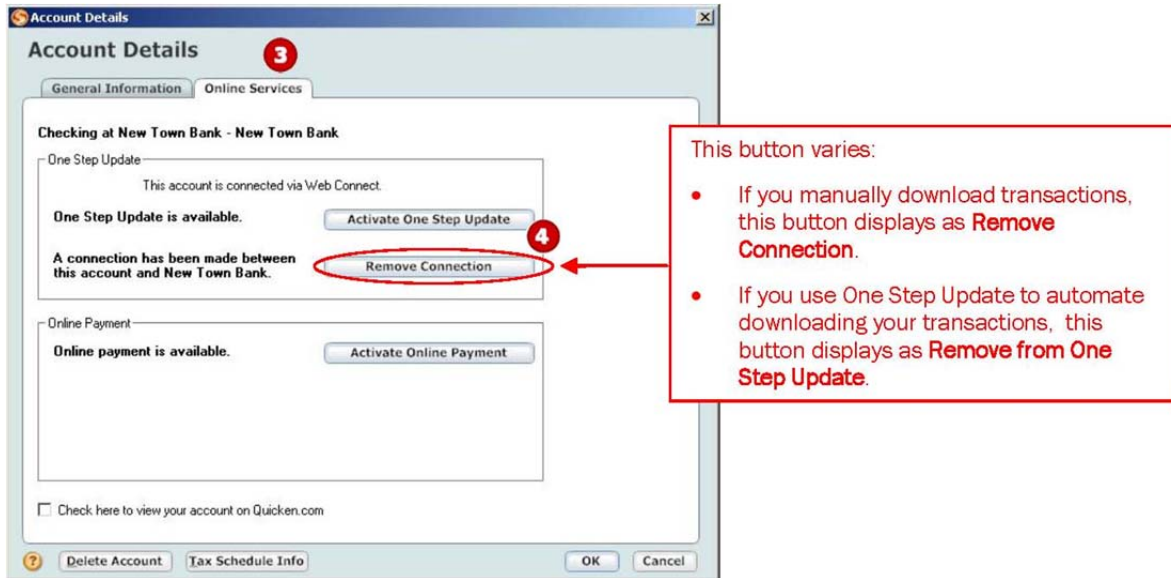 Account Details
Account Details
3
General Information
Online Services
Checking at New Town Bank - New Town Bank
One Step Update
This account is connected via Web Connect.
One Step Update is available.
Activate One Step Update
4
A connection has been made between
this account and New Town Bank.
Remove Connection
Online Payment
Online payment is available.
Activate Online Payment
Check here to view your account on Quicken.com
? Delete Account Tax Schedule Info OK Cancel
This button varies:
• If you manually download transactions,
this button displays as Remove
Connection.
• If you use One Step Update to automate
downloading your transactions, this
button displays as Remove from One
Step Update.